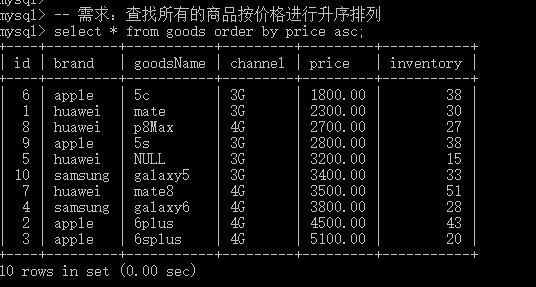 mysql>
mysql> -- 需求：查找所有的商品按价格进行升序排列
mysql> select * from goods order by price asc;
+----+---------+-----------+---------+---------+-----------+
| id | brand | goodsName | channel | price | inventory |
+----+---------+-----------+---------+---------+-----------+
| 6 | apple | 5c | 3G | 1800.00 | 38 |
| 1 | huawei | mate | 3G | 2300.00 | 30 |
| 8 | huawei | p8Max | 4G | 2700.00 | 27 |
| 9 | apple | 5s | 3G | 2800.00 | 38 |
| 5 | huawei | NULL | 3G | 3200.00 | 15 |
| 10 | samsung | galaxy5 | 3G | 3400.00 | 33 |
| 7 | huawei | mate8 | 4G | 3500.00 | 51 |
| 4 | samsung | galaxy6 | 4G | 3800.00 | 28 |
| 2 | apple | 6plus | 4G | 4500.00 | 43 |
| 3 | apple | 6splus | 4G | 5100.00 | 20 |
+----+---------+-----------+---------+---------+-----------+
10 rows in set (0.00 sec)